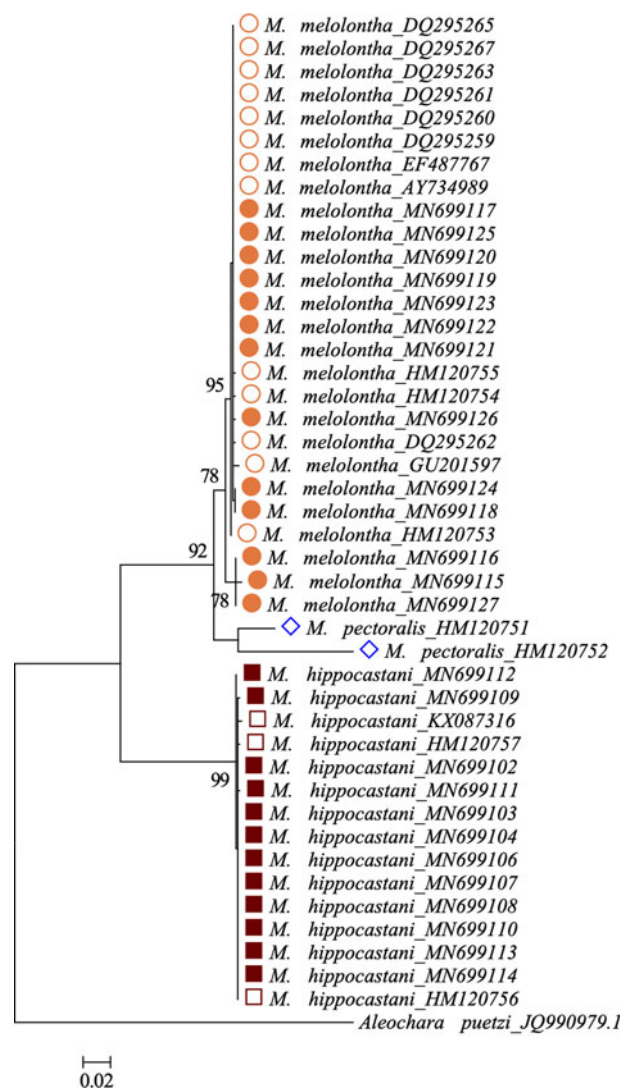 M. melolontha_DQ295265
M. melolontha_DQ295267
M. melolontha_DQ295263
M. melolontha_DQ295261
M. melolontha_DQ295260
M. melolontha_DQ295259
M. melolontha_EF487767
M. melolontha_AY734989
M. melolontha_MN699117
M. melolontha_MN699125
M. melolontha_MN699120
M. melolontha_MN699119
M. melolontha_MN699123
M. melolontha_MN699122
M. melolontha_MN699121
M. melolontha_HM120755
95
M. melolontha_HM120754
M. melolontha_MN699126
M. melolontha_DQ295262
M. melolontha_GU201597
78
M. melolontha_MN699124
M. melolontha_MN699118
M. melolontha_HM120753
92
M. melolontha_MN699116
M. melolontha_MN699115
78
M. melolontha_MN699127
M. pectoralis_HM120751
M. pectoralis_HM120752
M. hippocastani_MN699112
M. hippocastani_MN699109
M. hippocastani_KX087316
M. hippocastani_HM120757
M. hippocastani_MN699102
99
M. hippocastani_MN699111
M. hippocastani_MN699103
M. hippocastani_MN699104
M. hippocastani_MN699106
M. hippocastani_MN699107
M. hippocastani_MN699108
M. hippocastani_MN699110
M. hippocastani_MN699113
M. hippocastani_MN699114
M. hippocastani_HM120756
Aleochara puetzi_JQ990979.1
0.02